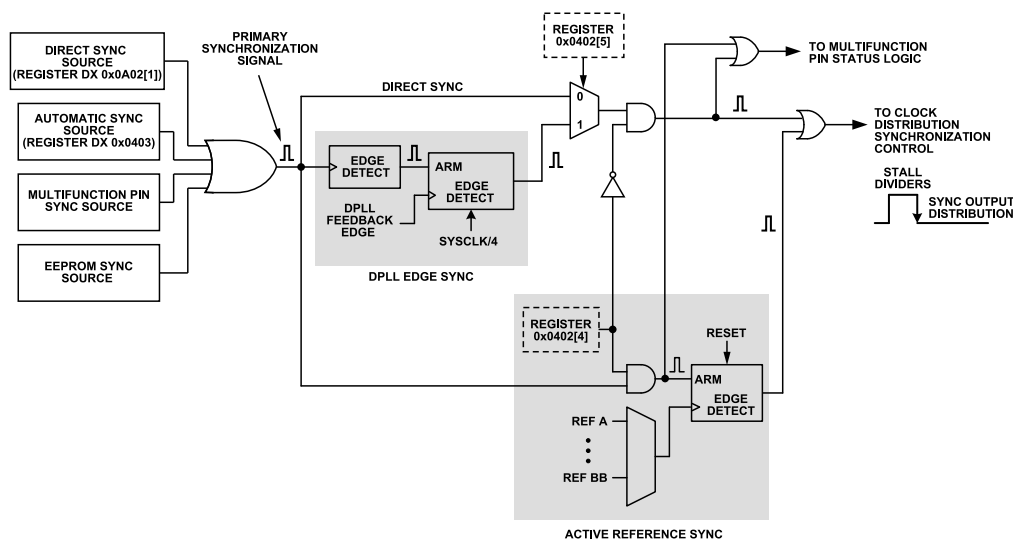 DIRECT SYNC
SOURCE
(REGISTER DX 0x0A02[1])
AUTOMATIC SYNC
SOURCE
(REGISTER DX 0x0403)
MULTIFUNCTION PIN
SYNC SOURCE
EEPROM SYNC
SOURCE
PRIMARY
SYNCHRONIZATION
SIGNAL
DIRECT SYNC
EDGE
DETECT
ARM
EDGE
DETECT
DPLL
FEEDBACK
EDGE
SYSCLK/4
DPLL EDGE SYNC
REGISTER
0x0402[5]
0
1
TO MULTIFUNCTION
PIN STATUS LOGIC
TO CLOCK
DISTRIBUTION
SYNCHRONIZATION
CONTROL
STALL
DIVIDERS
SYNC OUTPUT
DISTRIBUTION
REGISTER
0x0402[4]
RESET
ARM
EDGE
DETECT
REF A
REF BB
ACTIVE REFERENCE SYNC